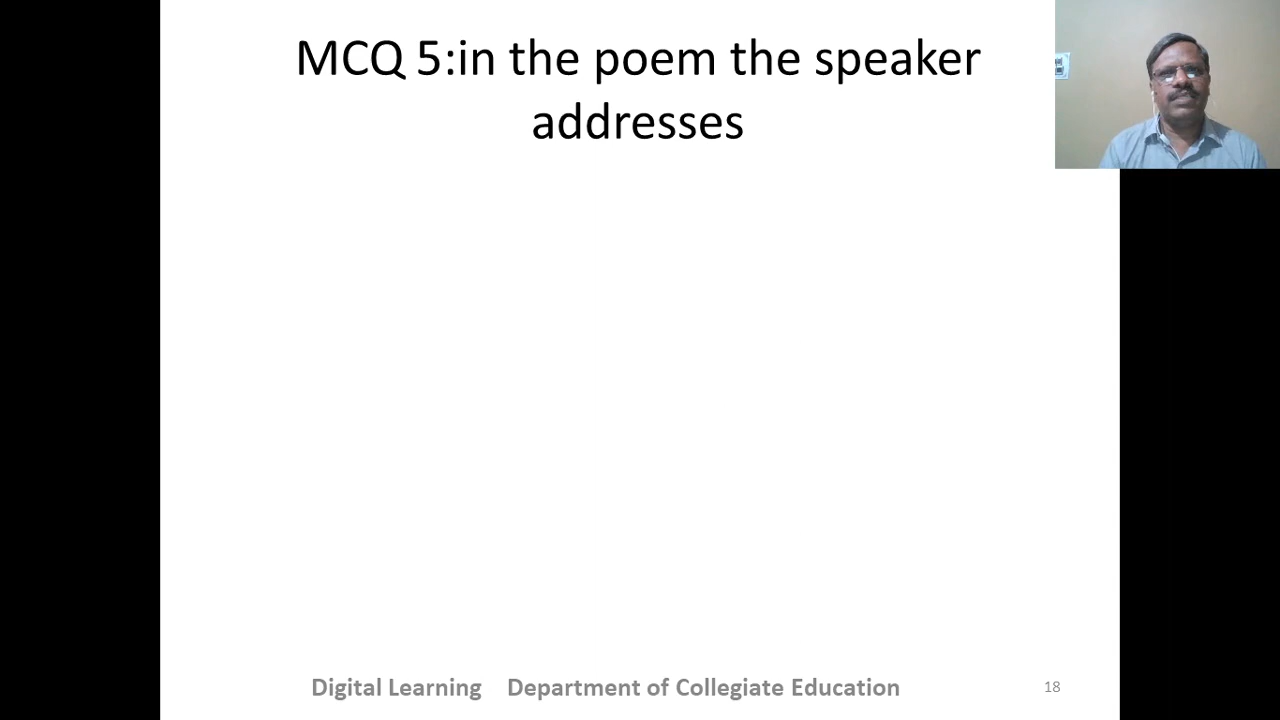 MCQ 5:in the poem the speaker
addresses
Digital Learning Department of Collegiate Education 18